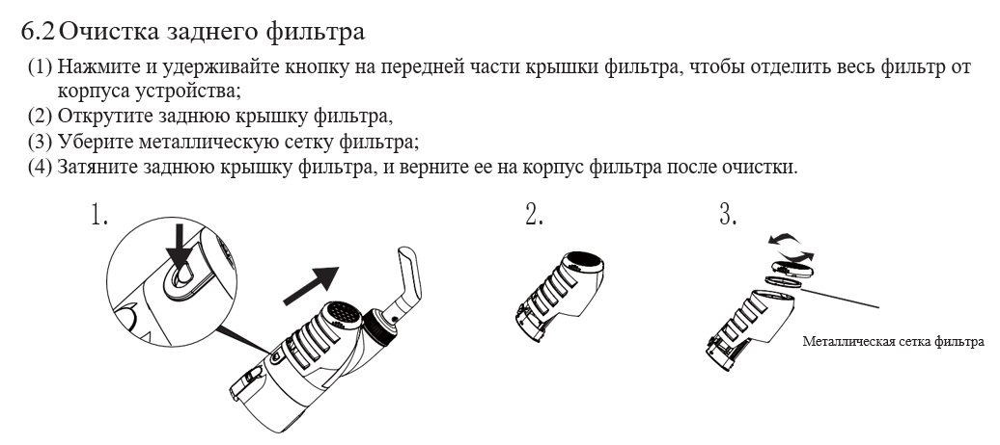 6.2 Очистка заднего фильтра
(1) Нажмите и удерживайте кнопку на передней части крышки фильтра, чтобы отделить весь фильтр от
корпуса устройства;
(2) Открутите заднюю крышку фильтра,
(3) Уберите металлическую сетку фильтра;
(4) Затяните заднюю крышку фильтра, и верните ее на корпус фильтра после очистки.
1. 2. 3.
Металлическая сетка фильтра